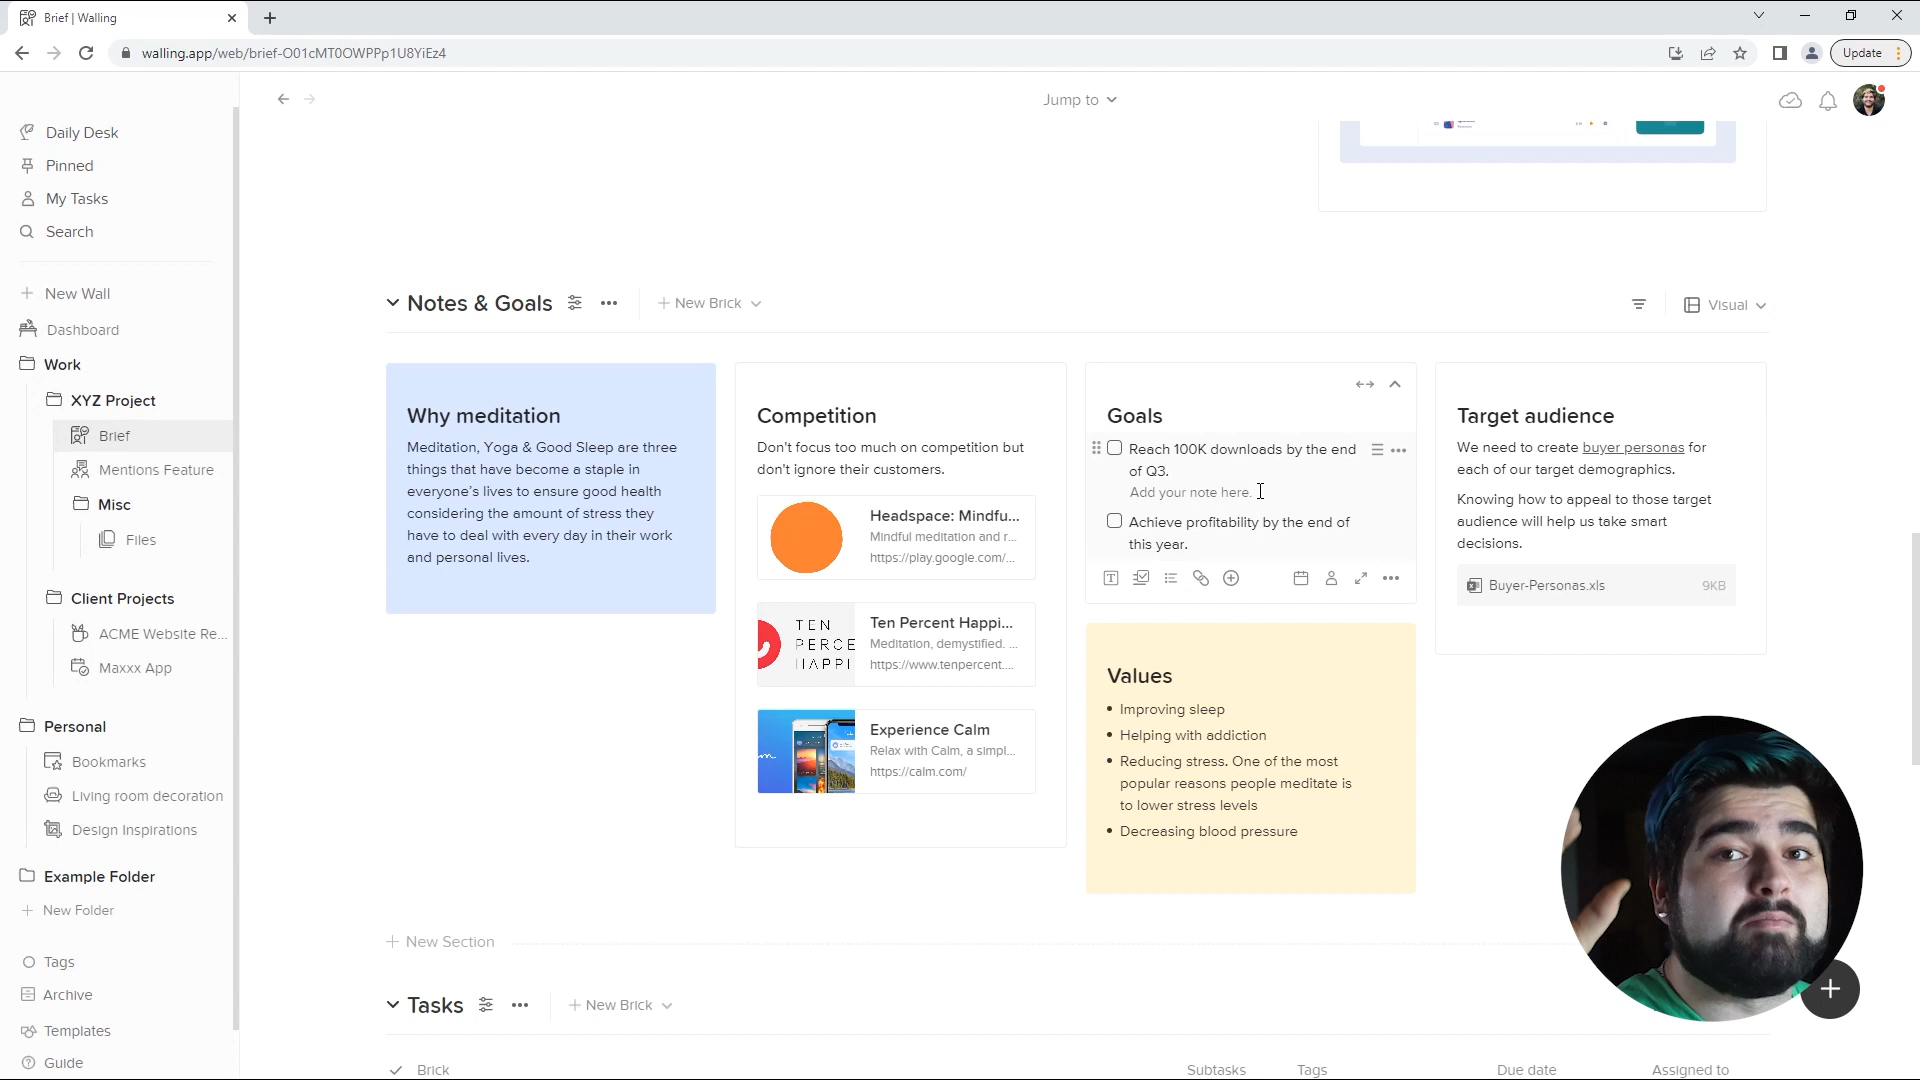 Brief | Walling
walling.app/web/brief-O01cMT0OWPPp1U8YiEz4
Update
Jump to
Daily Desk
Pinned
My Tasks
Search
New Wall
Dashboard
Work
XYZ Project
Brief
Mentions Feature
Misc
Files
Client Projects
ACME Website Re...
Maxxx App
Personal
Bookmarks
Living room decoration
Design Inspirations
Example Folder
New Folder
Tags
Archive
Templates
Guide
Notes & Goals
New Brick
Visual
Why meditation
Meditation, Yoga & Good Sleep are three
things that have become a staple in
everyone's lives to ensure good health
considering the amount of stress they
have to deal with every day in their work
and personal lives.
Competition
Don't focus too much on competition but
don't ignore their customers.
Headspace: Mindfu...
Mindful meditation and r...
https://play.google.com/...
TEN
PERCE
HAPPI
Ten Percent Happi...
Meditation, demystified. ...
https://www.tenpercent....
Experience Calm
Relax with Calm, a simpl...
https://calm.com/
Goals
Reach 100K downloads by the end
of Q3.
Add your note here.
Achieve profitability by the end of
this year.
Values
• Improving sleep
• Helping with addiction
• Reducing stress. One of the most
popular reasons people meditate is
to lower stress levels
• Decreasing blood pressure
Target audience
We need to create buyer personas for
each of our target demographics.
Knowing how to appeal to those target
audience will help us take smart
decisions.
Buyer-Personas.xls 9KB
New Section
Tasks
New Brick
Brick Subtasks Tags Due date Assigned to